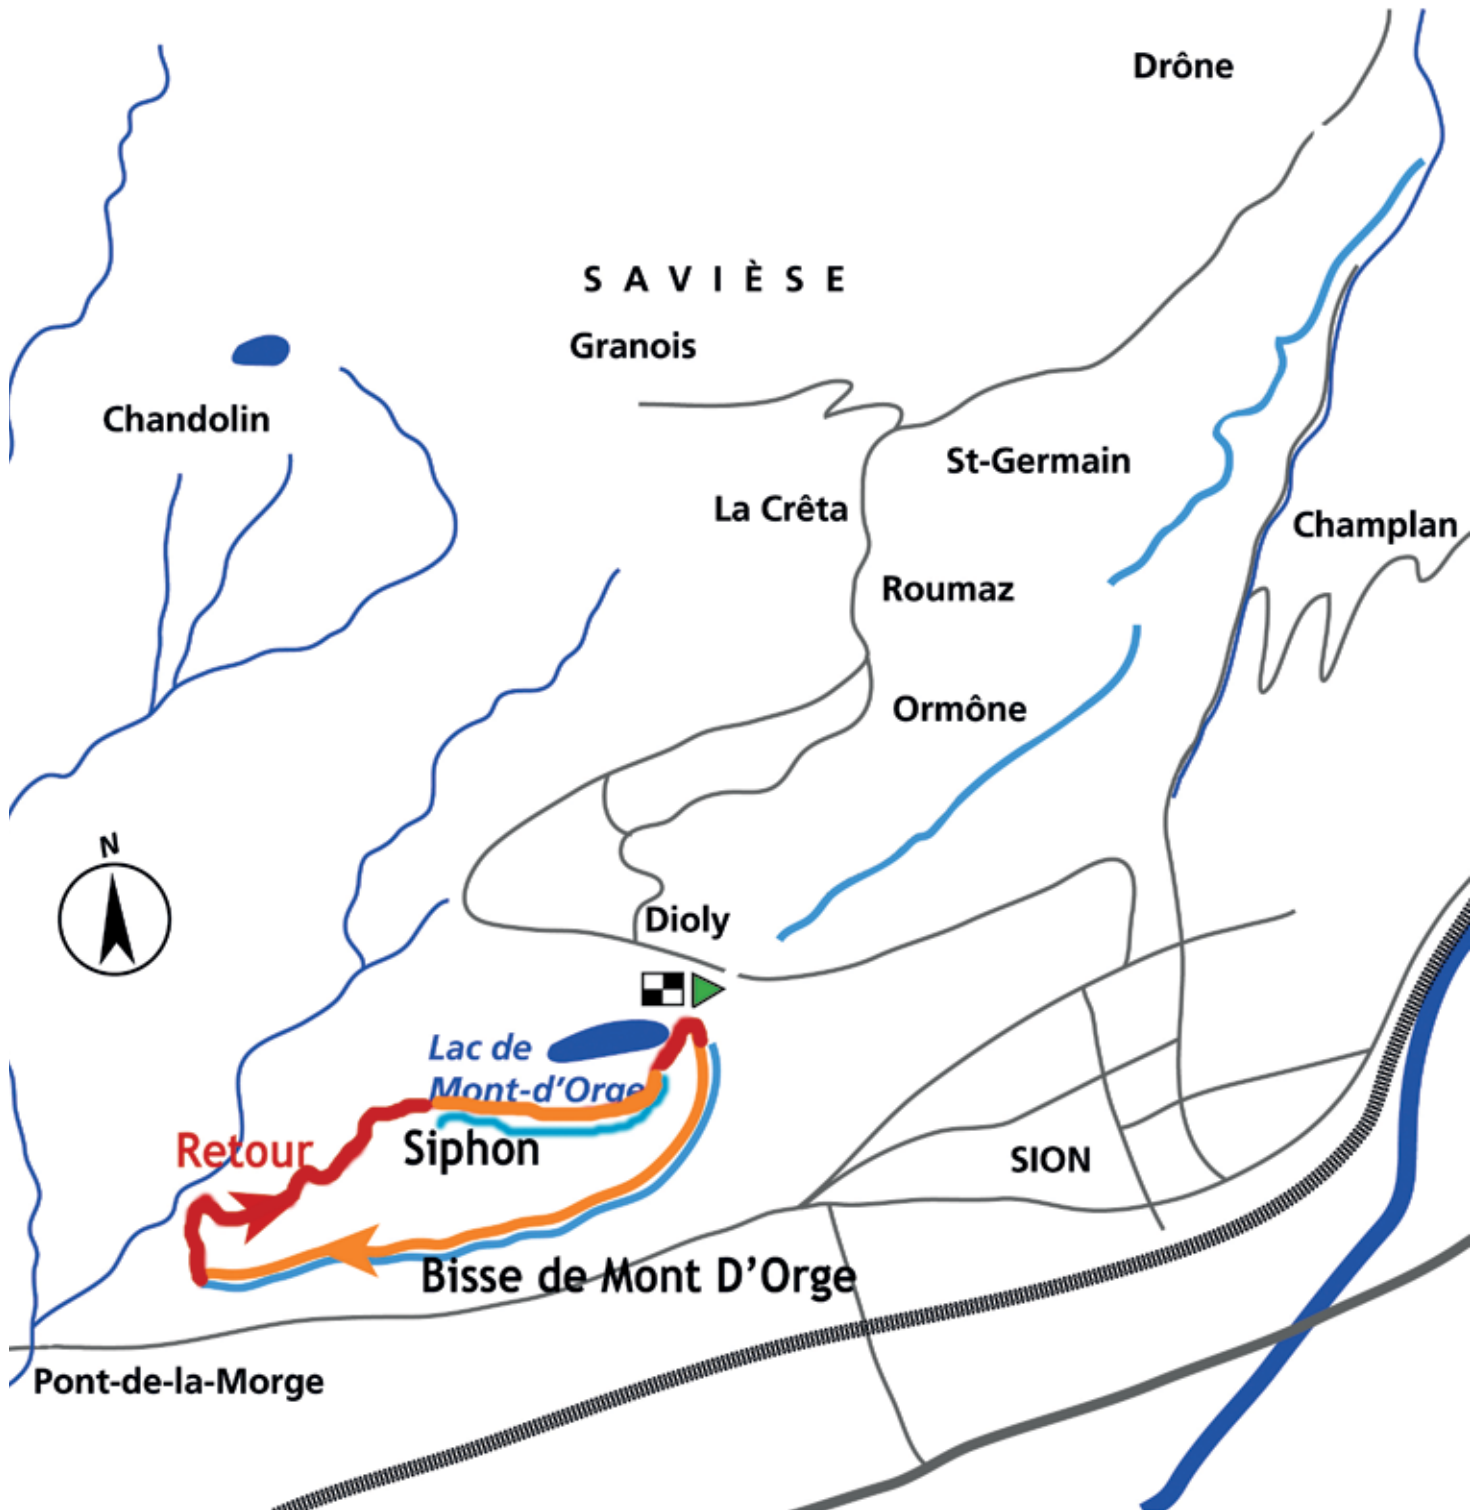 Drône
SAVIÈSE
Granois
Chandolin
St-Germain
La Crêta
Champlan
Roumaz
Ormône
N
Dioly
Lac de
Mont-d'Orge
Retour
Siphon
SION
Bisse de Mont D'Orge
Pont-de-la-Morge